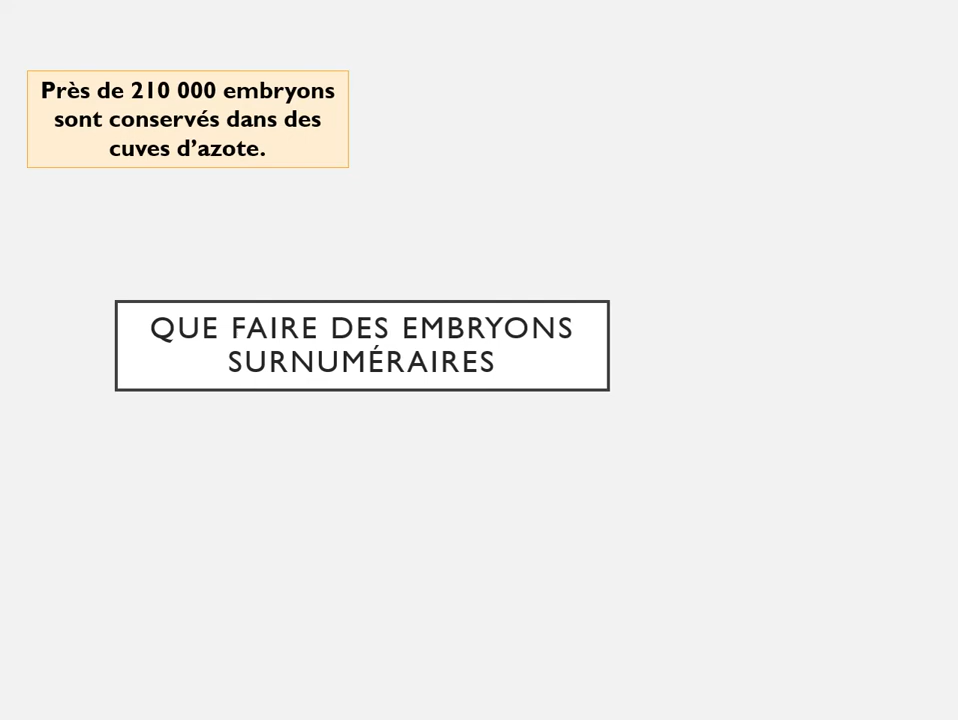 Près de 210 000 embryons
sont conservés dans des
cuves d’azote.
QUE FAIRE DES EMBRYONS
SURNUMÉRAIRES